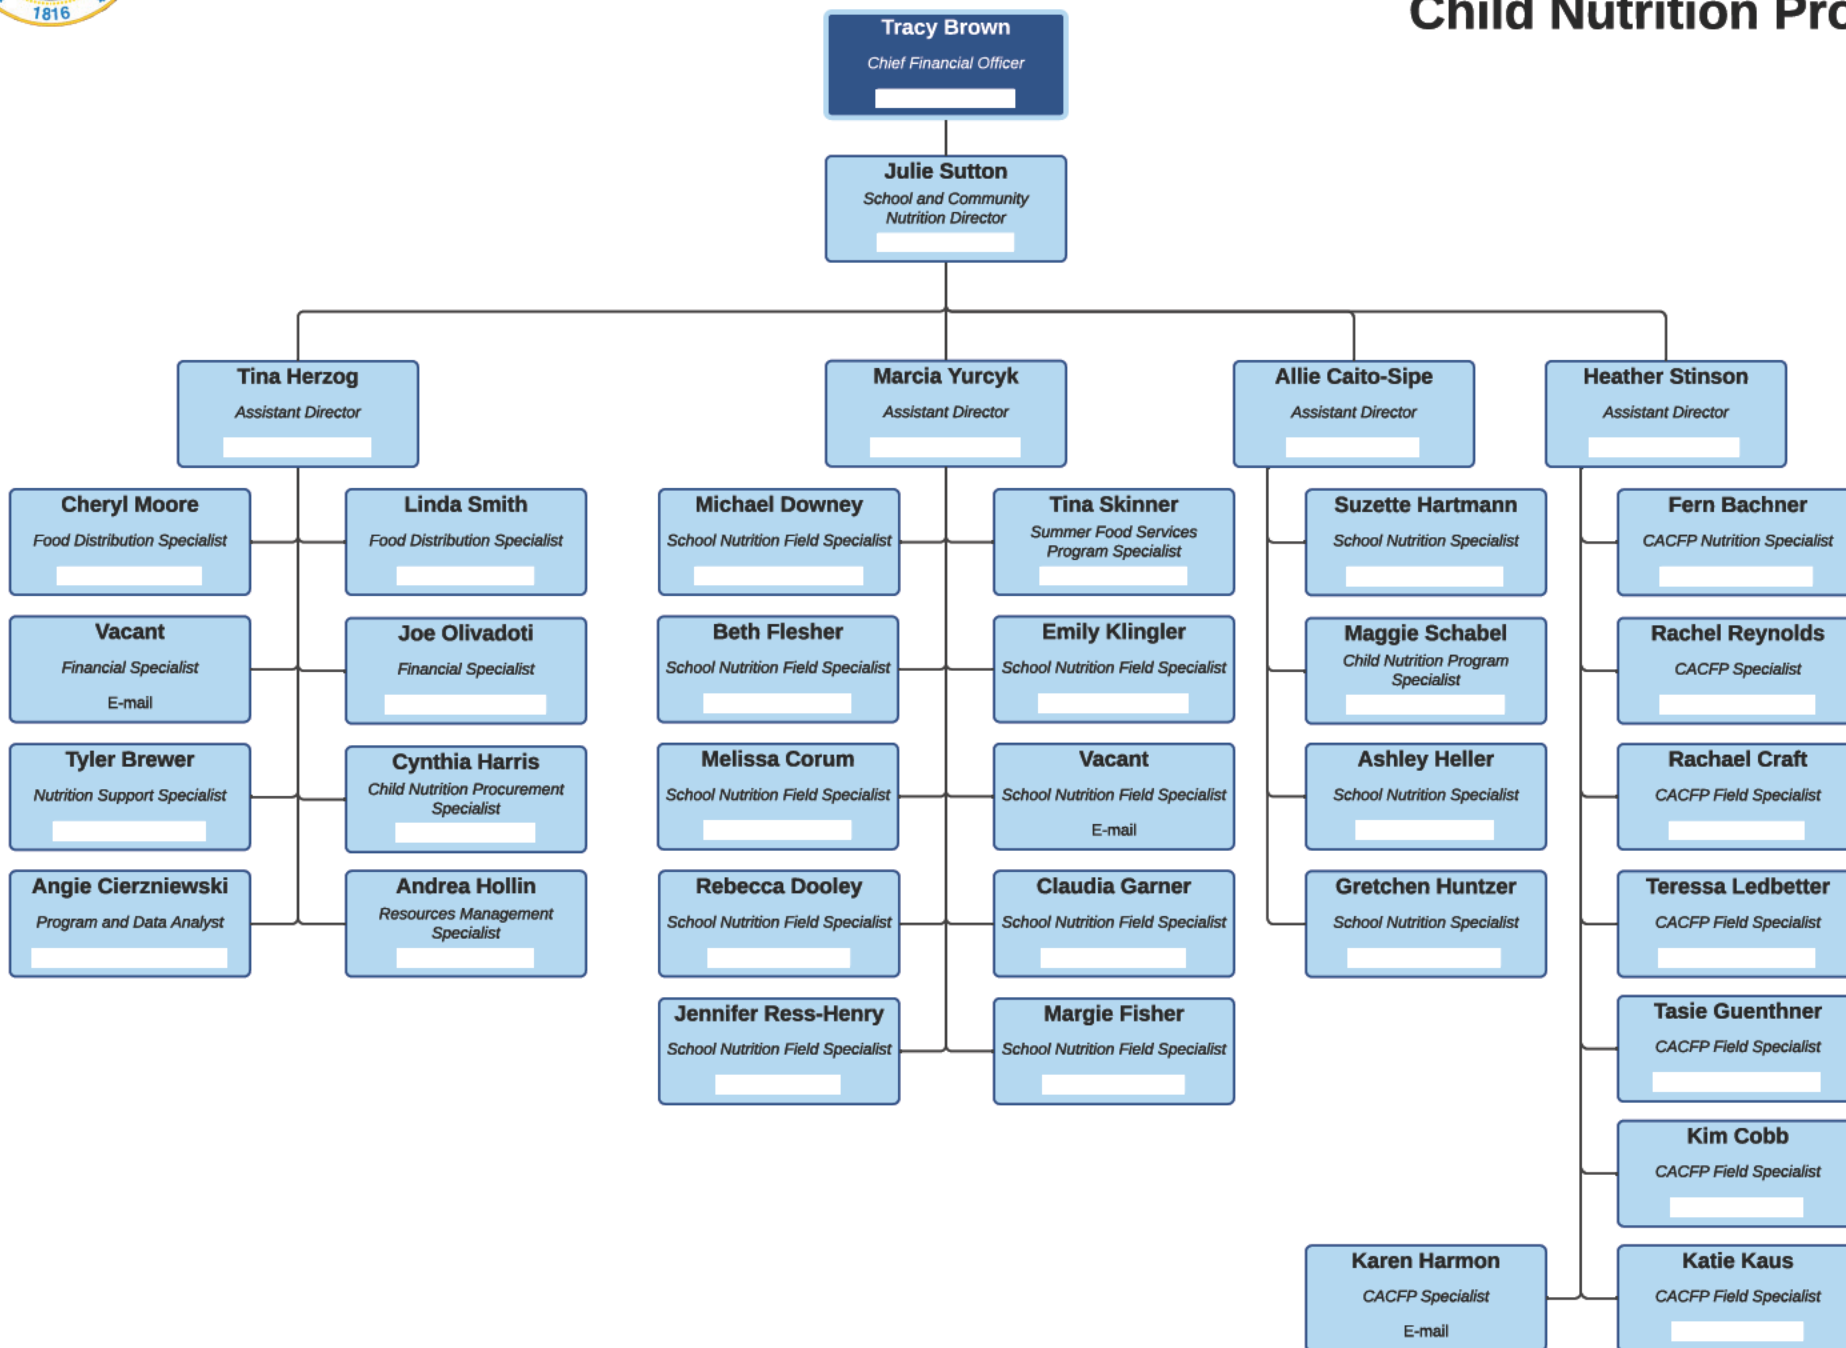 1816
Child Nutrition
Tracy Brown
Chief Financial Officer
Julie Sutton
School and Community
Nutrition Director
Tina Herzog
Assistant Director
Marcia Yurcyk
Assistant Director
Allie Caito-Sipe
Assistant Director
Heather Stinson
Assistant Director
Cheryl Moore
Food Distribution Specialist
Linda Smith
Food Distribution Specialist
Michael Downey
School Nutrition Field Specialist
Tina Skinner
Summer Food Services
Program Specialist
Suzette Hartmann
School Nutrition Specialist
Fern Bachner
CACFP Nutrition Specialist
Vacant
Financial Specialist
E-mail
Joe Olivadoti
Financial Specialist
Beth Flesher
School Nutrition Field Specialist
Emily Klingler
School Nutrition Field Specialist
Maggie Schabel
Child Nutrition Program
Specialist
Rachel Reynolds
CACFP Specialist
Tyler Brewer
Nutrition Support Specialist
Cynthia Harris
Child Nutrition Procurement
Specialist
Melissa Corum
School Nutrition Field Specialist
Vacant
School Nutrition Field Specialist
E-mail
Ashley Heller
School Nutrition Specialist
Rachael Craft
CACFP Field Specialist
Angie Cierzniewski
Program and Data Analyst
Andrea Hollin
Resources Management
Specialist
Rebecca Dooley
School Nutrition Field Specialist
Claudia Garner
School Nutrition Field Specialist
Gretchen Huntzer
School Nutrition Specialist
Teressa Ledbetter
CACFP Field Specialist
Jennifer Ress-Henry
School Nutrition Field Specialist
Margie Fisher
School Nutrition Field Specialist
Tasie Guenthner
CACFP Field Specialist
Kim Cobb
CACFP Field Specialist
Karen Harmon
CACFP Specialist
E-mail
Katie Kaus
CACFP Field Specialist